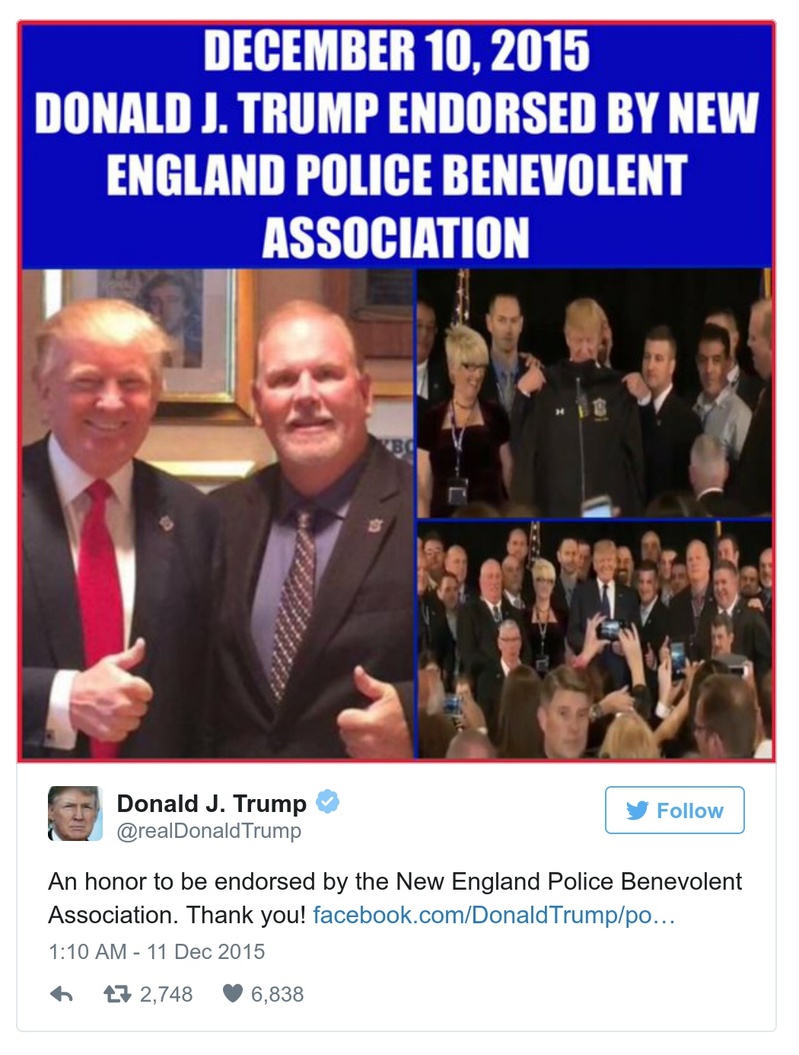 DECEMBER 10, 2015
DONALD J. TRUMP ENDORSED BY NEW
ENGLAND POLICE BENEVOLENT
ASSOCIATION
Donald J. Trump
@realDonaldTrump
Follow
An honor to be endorsed by the New England Police Benevolent
Association. Thank you! facebook.com/DonaldTrump/po…
1:10 AM - 11 Dec 2015
2,748 6,838